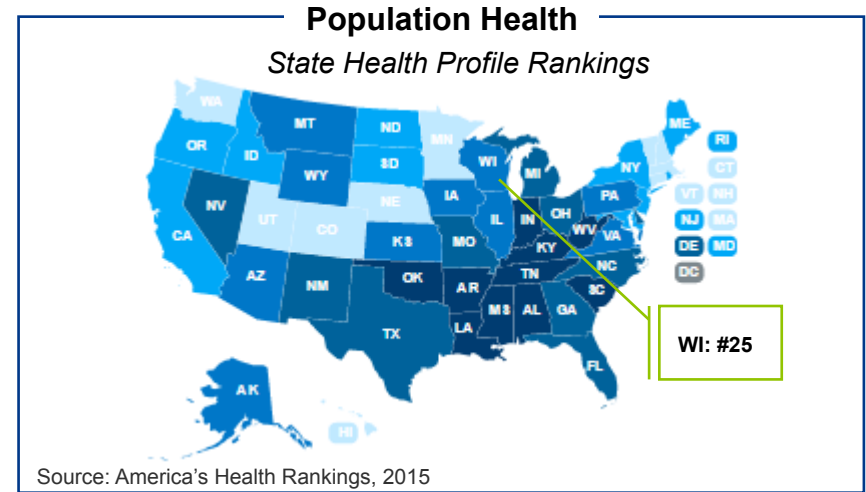 Population Health
State Health Profile Rankings
WA
MT
ND
MN
ME
RI
OR
ID
SD
WI
MI
NY
CT
WY
VT NH
NV
NE
IA
PA
UT
CO
IL
IN
OH
NJ MA
CA
KS
MO
WV
VA
DE MD
KY
AZ
NM
OK
AR
TN
NC
DC
SC
MS AL GA
TX
LA
WI: #25
FL
AK
HI
Source: America's Health Rankings, 2015